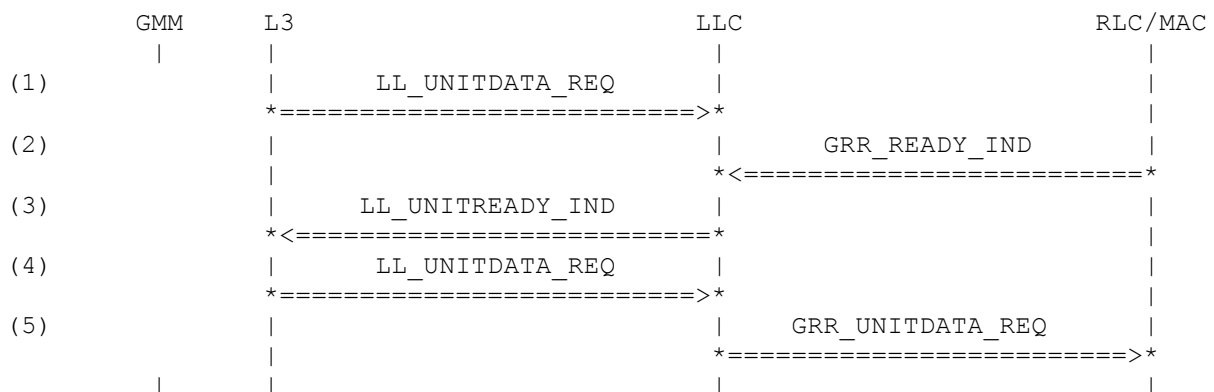 GMM L3 LLC RLC/MAC
| | | |
(1) | LL_UNITDATA_REQ | |
*==========================>* |
(2) | | GRR_READY_IND |
| *<=========================*
(3) | LL_UNITREADY_IND | |
*<==========================* |
(4) | LL_UNITDATA_REQ | |
*==========================>* |
(5) | | GRR_UNITDATA_REQ |
| *=========================>*
| | | |